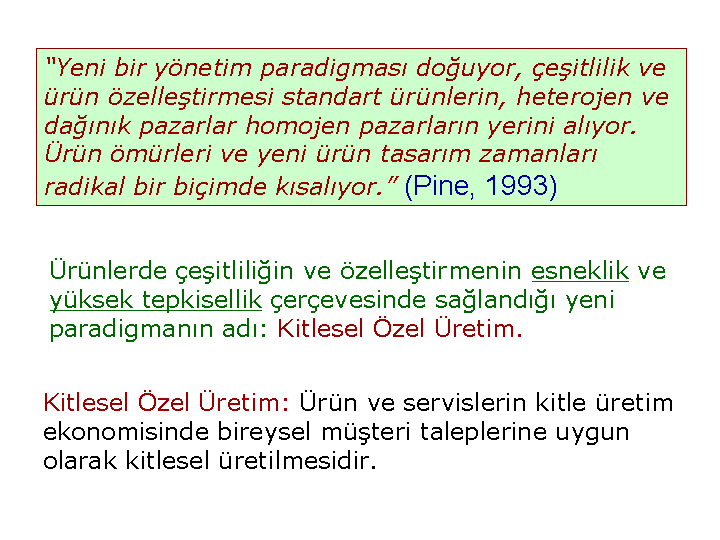 “Yeni bir yönetim paradigması doğuyor, çeşitlilik ve
ürün özelleştirmesi standart ürünlerin, heterojen ve
dağınık pazarlar homojen pazarların yerini alıyor.
Ürün ömürleri ve yeni ürün tasarım zamanları
radikal bir biçimde kısalıyor.” (Pine, 1993)
Ürünlerde çeşitliliğin ve özelleştirmenin esneklik ve
yüksek tepkisellik çerçevesinde sağlandığı yeni
paradigmanın adı: Kitlesel Özel Üretim.
Kitlesel Özel Üretim: Ürün ve servislerin kitle üretim
ekonomisinde bireysel müşteri taleplerine uygun
olarak kitlesel üretilmesidir.